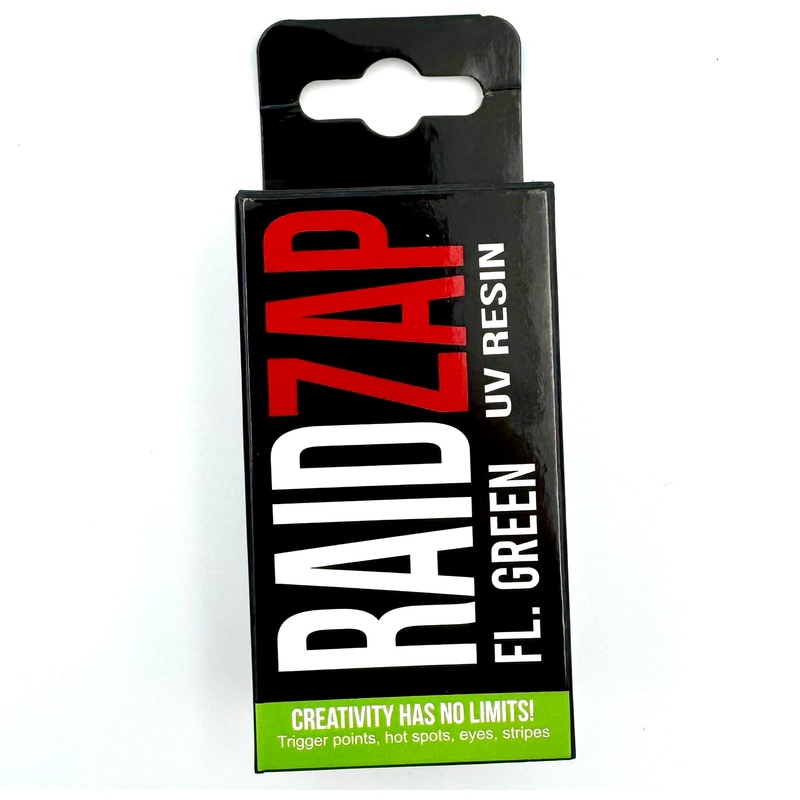 RAIDZAP
FL. GREEN UV RESIN
CREATIVITY HAS NO LIMITS!
Trigger points, hot spots, eyes, stripes